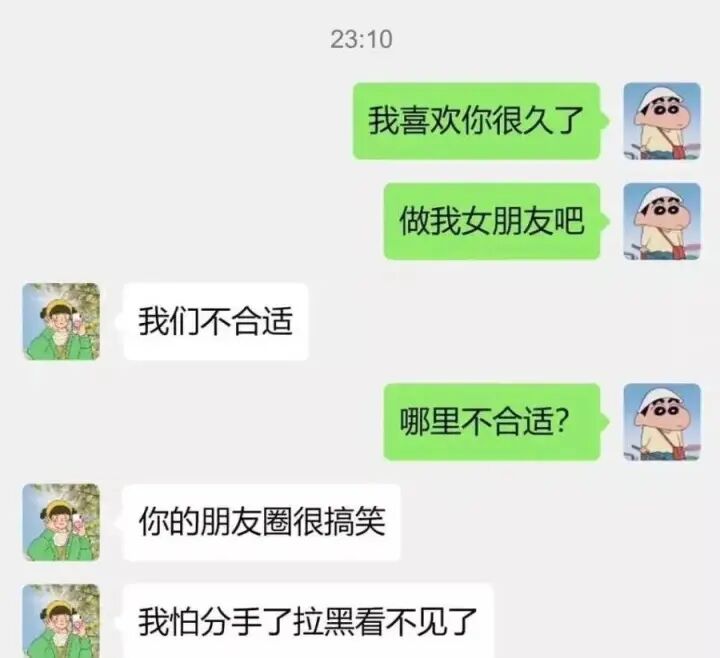 23:10
我喜欢你很久了
做我女朋友吧
我们不合适
哪里不合适?
你的朋友圈很搞笑
我怕分手了拉黑看不见了